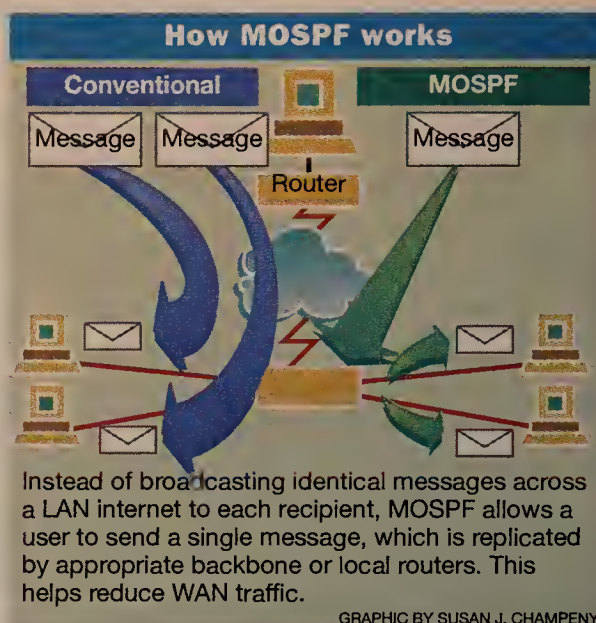 How MOSPF works
Conventional
MOSPF
Message
Message
Message
Router
Instead of broadcasting identical messages across
a LAN internet to each recipient, MOSPF allows a
user to send a single message, which is replicated
by appropriate backbone or local routers. This
helps reduce WAN traffic.
GRAPHIC BY SUSAN J. CHAMPENY